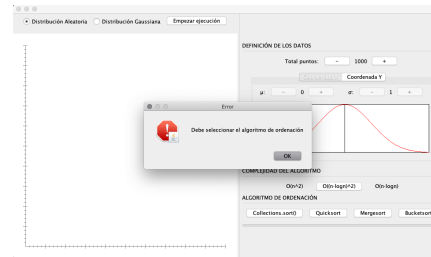 Distribución Aleatoria Distribución Gaussiana Empezar ejecución
DEFINICIÓN DE LOS DATOS
Total puntos: - 1000 +
Coordenada Y
μ: - 0 + σ: - 1 +
Error
Debe seleccionar el algoritmo de ordenación
OK
COMPLEJIDAD DEL ALGORITMO
O(n^2) O((n·logn)^2) O(n·logn)
ALGORITMO DE ORDENACIÓN
Collections.sort() Quicksort Mergesort Bucketsort